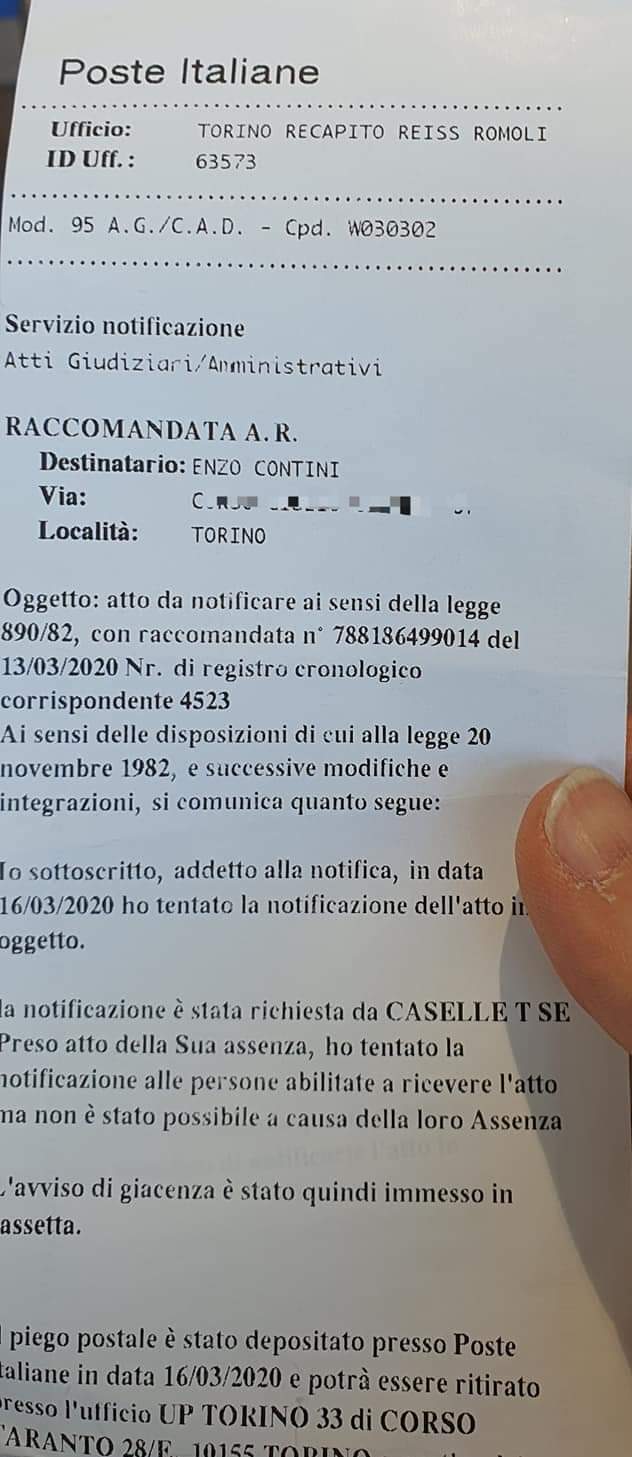 Poste Italiane
Ufficio: TORINO RECAPITO REISS ROMOLI
ID Uff.: 63573
Mod. 95 A.G./C.A.D. - Cpd. W030302
Servizio notificazione
Atti Giudiziari/Amministrativi
RACCOMANDATA A.R.
Destinatario: ENZO CONTINI
Via:
Località: TORINO
Oggetto: atto da notificare ai sensi della legge
890/82, con raccomandata n° 788186499014 del
13/03/2020 Nr. di registro cronologico
corrispondente 4523
Ai sensi delle disposizioni di cui alla legge 20
novembre 1982, e successive modifiche e
integrazioni, si comunica quanto segue:
Io sottoscritto, addetto alla notifica, in data
16/03/2020 ho tentato la notificazione dell'atto in
oggetto.
la notificazione è stata richiesta da CASELLE T SE
Preso atto della Sua assenza, ho tentato la
notificazione alle persone abilitate a ricevere l'atto
ma non è stato possibile a causa della loro Assenza
L'avviso di giacenza è stato quindi immesso in
assetta.
l piego postale è stato depositato presso Poste
taliane in data 16/03/2020 e potrà essere ritirato
presso l'ufficio UP TORINO 33 di CORSO
TARANTO 28/E, 10155 TORINO